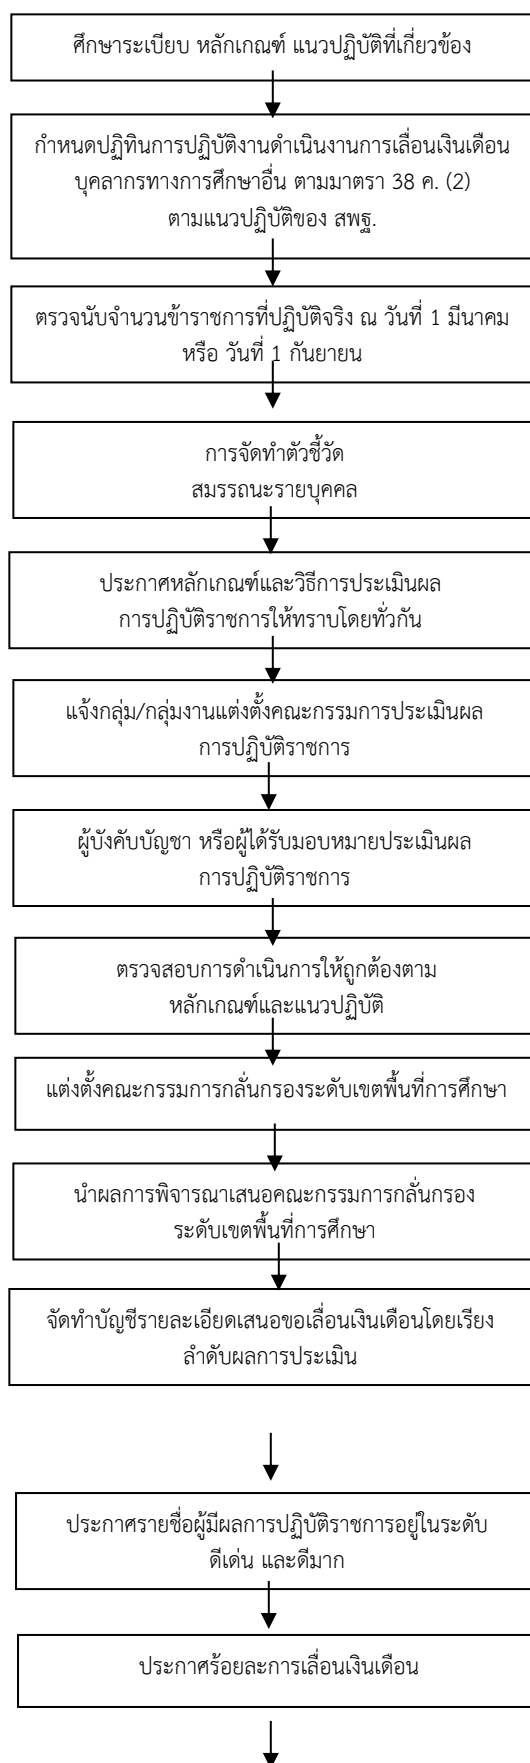 ศึกษาระเบียบ หลักเกณฑ์ แนวปฏิบัติที่เกี่ยวข้อง
กำหนดปฏิทินการปฏิบัติงานดำเนินงานการเลื่อนเงินเดือน
บุคลากรทางการศึกษาอื่น ตามมาตรา 38 ค. (2)
ตามแนวปฏิบัติของ สพฐ.
ตรวจนับจำนวนข้าราชการที่ปฏิบัติจริง ณ วันที่ 1 มีนาคม
หรือ วันที่ 1 กันยายน
การจัดทำตัวชี้วัด
สมรรถนะรายบุคคล
ประกาศหลักเกณฑ์และวิธีการประเมินผล
การปฏิบัติราชการให้ทราบโดยทั่วกัน
แจ้งกลุ่ม/กลุ่มงานแต่งตั้งคณะกรรมการประเมินผล
การปฏิบัติราชการ
ผู้บังคับบัญชา หรือผู้ได้รับมอบหมายประเมินผล
การปฏิบัติราชการ
ตรวจสอบการดำเนินการให้ถูกต้องตาม
หลักเกณฑ์และแนวปฏิบัติ
แต่งตั้งคณะกรรมการกลั่นกรองระดับเขตพื้นที่การศึกษา
นำผลการพิจารณาเสนอคณะกรรมการกลั่นกรอง
ระดับเขตพื้นที่การศึกษา
จัดทำบัญชีรายละเอียดเสนอขอเลื่อนเงินเดือนโดยเรียง
ลำดับผลการประเมิน
ประกาศรายชื่อผู้มีผลการปฏิบัติราชการอยู่ในระดับ
ดีเด่น และดีมาก
ประกาศร้อยละการเลื่อนเงินเดือน